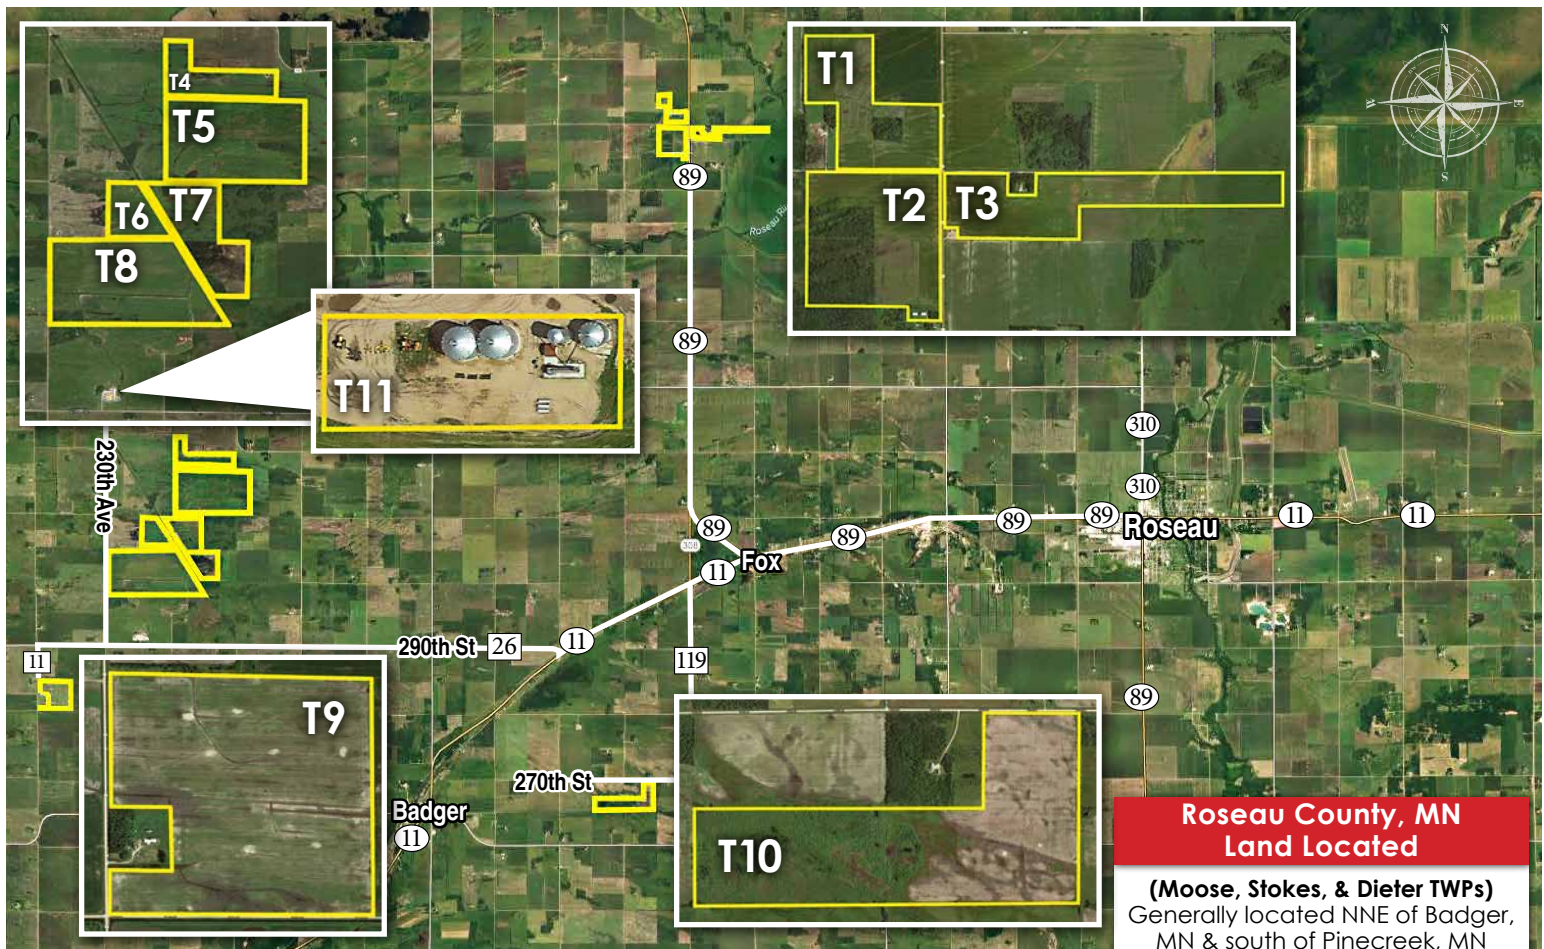 T4
T5
T6
T7
T8
T11
T1
T2
T3
N
W
E
S
89
Roseau Ri
89
310
310
230th Ave
89
89
89
89
Roseau
11
11
308
Fox
11
11
290th St
26
11
119
89
T9
270th St
Badger
11
T10
Roseau County, MN
Land Located
(Moose, Stokes, & Dieter TWPs)
Generally located NNE of Badger,
MN & south of Pinecreek, MN